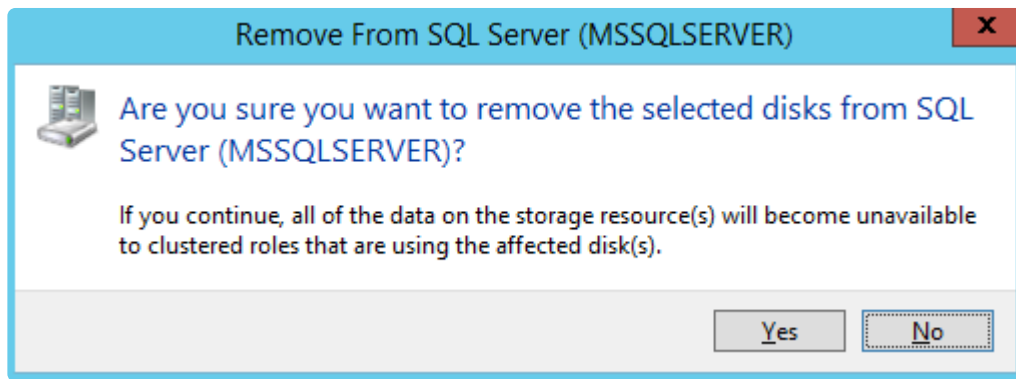 Remove From SQL Server (MSSQLSERVER)
x
Are you sure you want to remove the selected disks from SQL
Server (MSSQLSERVER)?
If you continue, all of the data on the storage resource(s) will become unavailable
to clustered roles that are using the affected disk(s).
Yes No